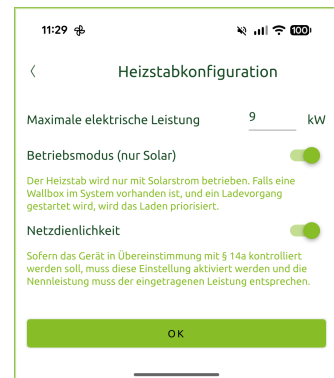 11:29 100
Heizstabkonfiguration
Maximale elektrische Leistung 9 kW
Betriebsmodus (nur Solar)
Der Heizstab wird nur mit Solarstrom betrieben. Falls eine
Wallbox im System vorhanden ist, und ein Ladevorgang
gestartet wird, wird das Laden priorisiert.
Netzdienlichkeit
Sofern das Gerät in Übereinstimmung mit § 14a kontrolliert
werden soll, muss diese Einstellung aktiviert werden und die
Nennleistung muss der eingetragenen Leistung entsprechen.
OK